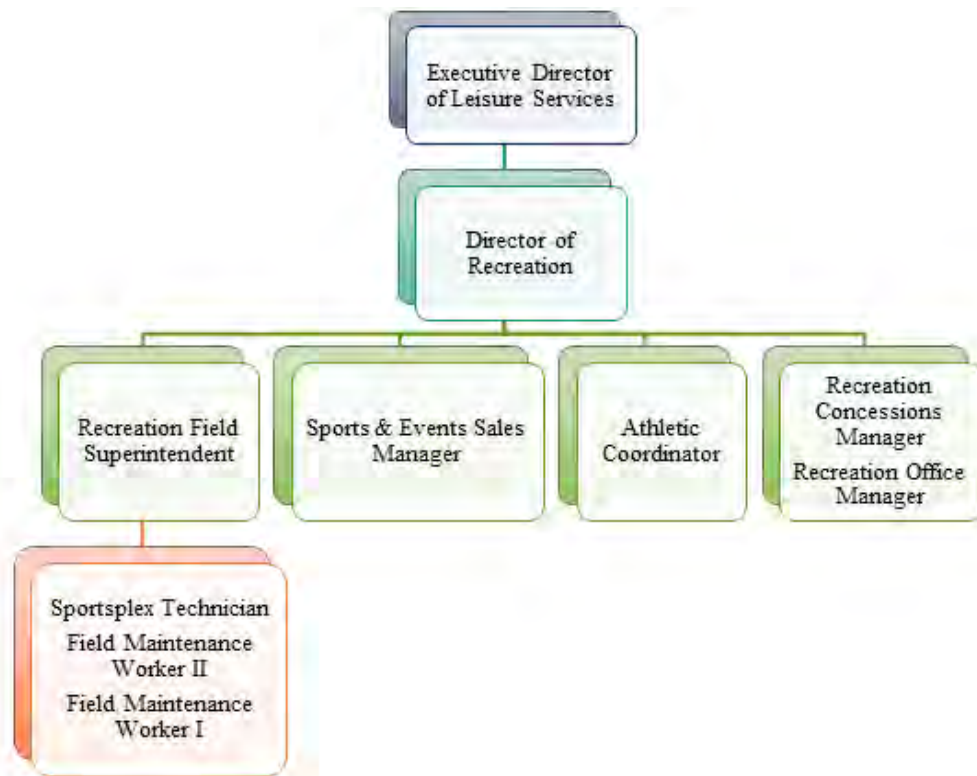 Executive Director
of Leisure Services
Director of
Recreation
Recreation Field
Superintendent
Sports & Events Sales
Manager
Athletic
Coordinator
Recreation
Concessions
Manager
Recreation Office
Manager
Sportsplex Technician
Field Maintenance
Worker II
Field Maintenance
Worker I